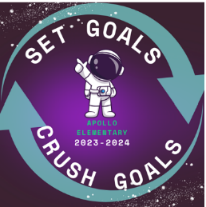 SET GOALS
APOLLO
ELEMENTARY
2023-2024
CRUSH GOALS